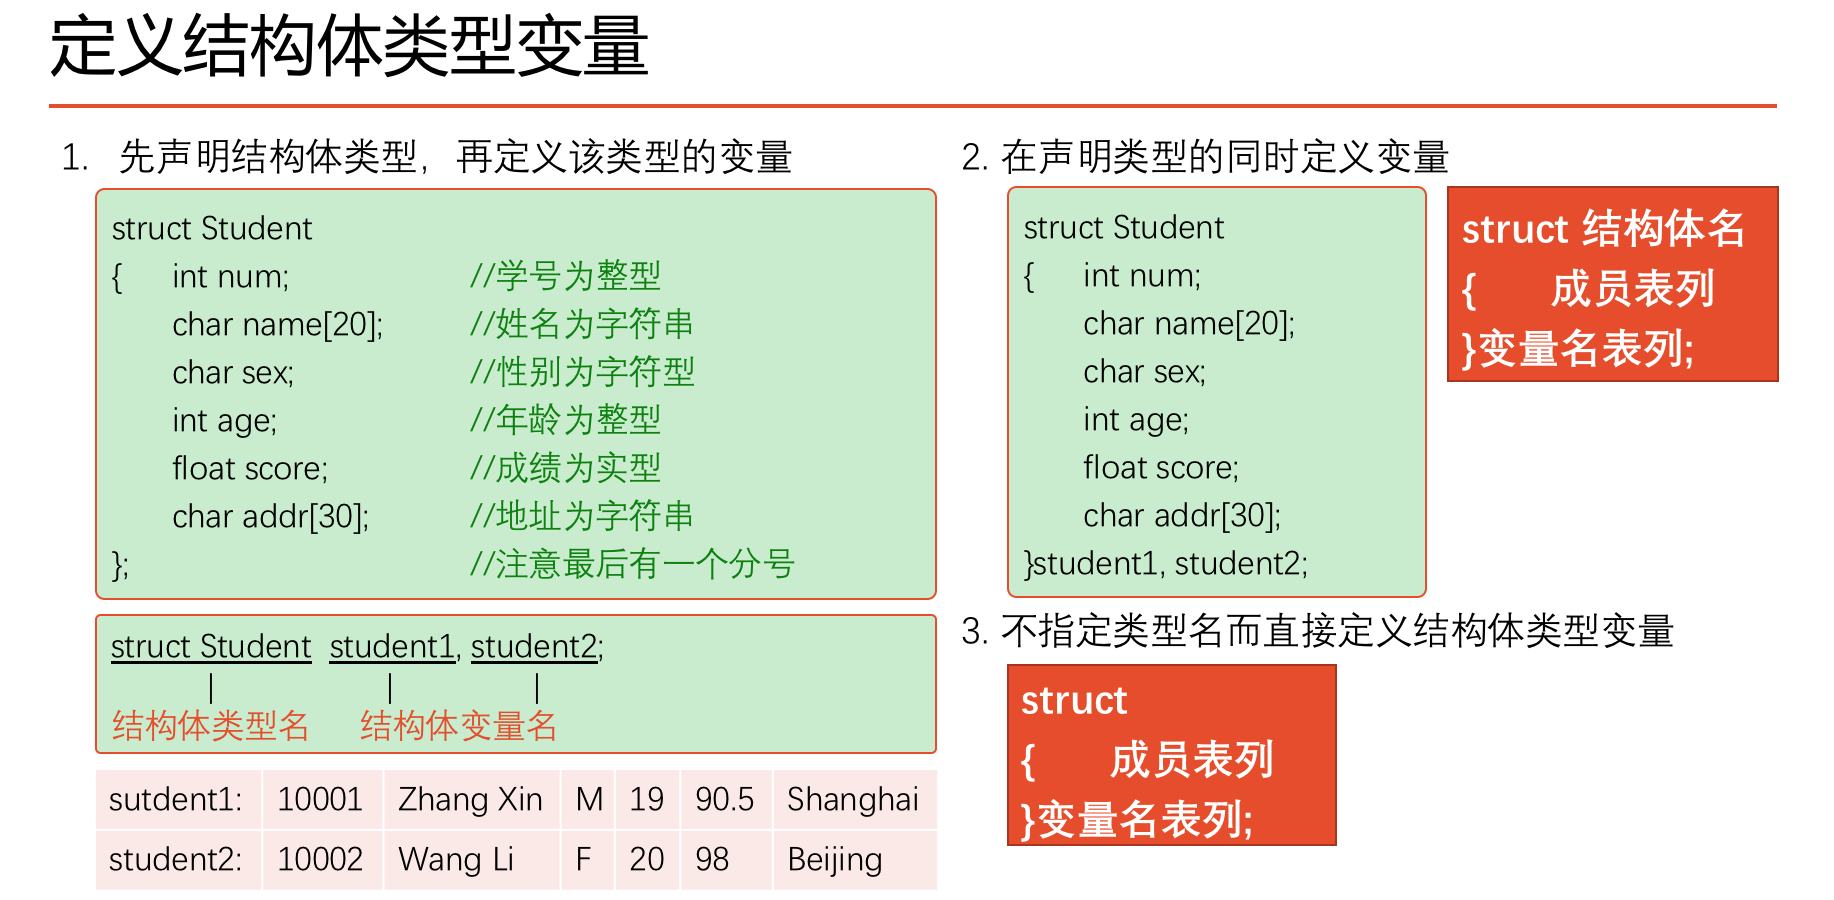 定义结构体类型变量
1. 先声明结构体类型，再定义该类型的变量
struct Student
{ int num; //学号为整型
char name[20]; //姓名为字符串
char sex; //性别为字符型
int age; //年龄为整型
float score; //成绩为实型
char addr[30]; //地址为字符串
}; //注意最后有一个分号
struct Student student1, student2;
结构体类型名 结构体变量名
sutdent1: 10001 Zhang Xin M 19 90.5 Shanghai
student2: 10002 Wang Li F 20 98 Beijing
2. 在声明类型的同时定义变量
struct Student
{ int num;
char name[20];
char sex;
int age;
float score;
char addr[30];
}student1, student2;
struct 结构体名
{ 成员表列
}变量名表列;
3. 不指定类型名而直接定义结构体类型变量
struct
{ 成员表列
}变量名表列;